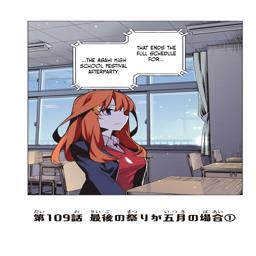 THAT ENDS THE
FULL SCHEDULE
FOR...
...THE ASAHI HIGH
SCHOOL FESTIVAL
AFTERPARTY.
第109話 最後の祭りが五月の場合①